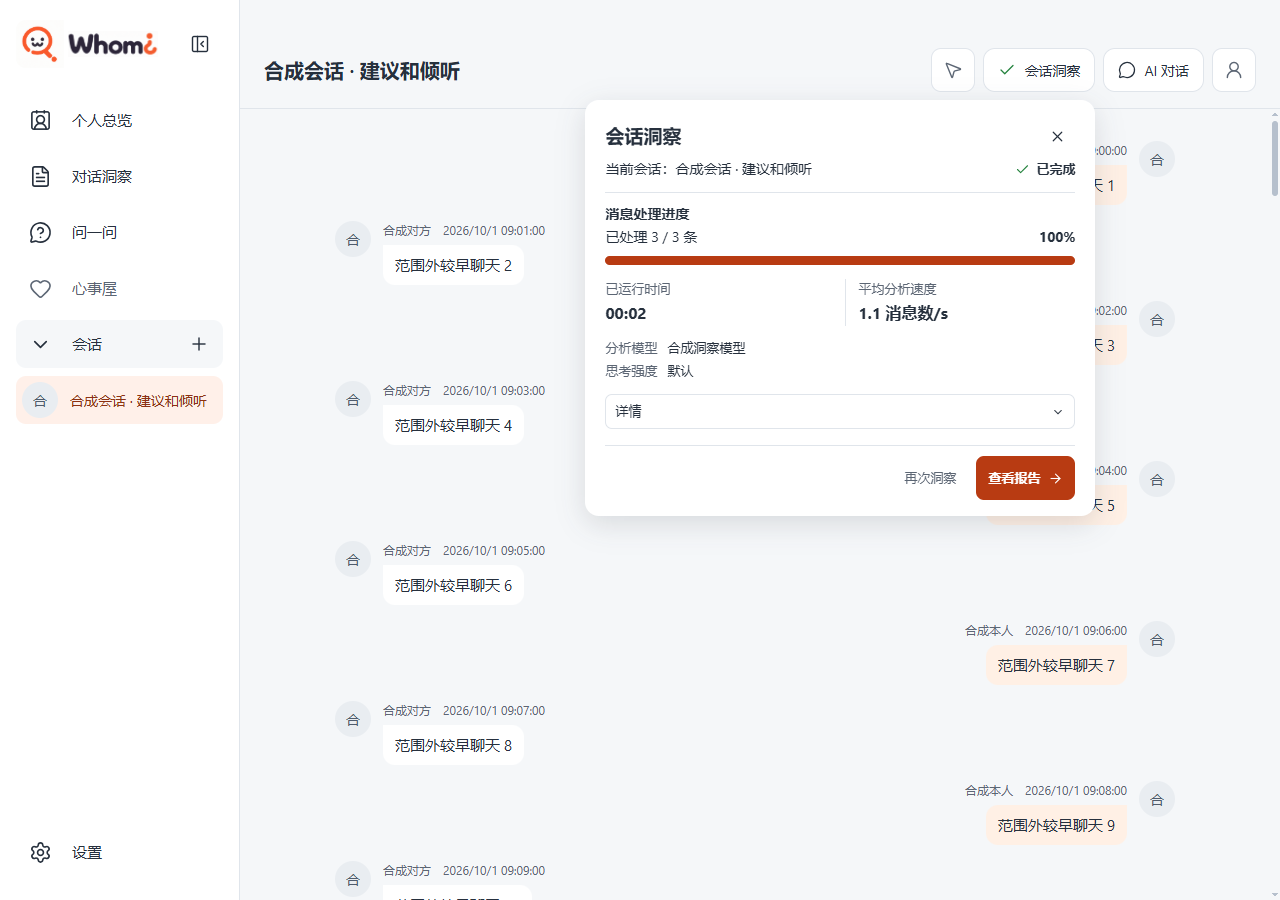 Whomi
个人总览
对话洞察
问一问
心事屋
会话
合 合成会话 · 建议和倾听
设置
合成会话 · 建议和倾听
会话洞察
AI 对话
会话洞察
当前会话：合成会话 · 建议和倾听
已完成
消息处理进度
已处理 3 / 3 条
100%
已运行时间
00:02
平均分析速度
1.1 消息数/s
分析模型 合成洞察模型
思考强度 默认
详情
再次洞察
查看报告
:00:00 合
天 1
合 合成对方 2026/10/1 09:01:00
范围外较早聊天 2
:02:00 合
天 3
合 合成对方 2026/10/1 09:03:00
范围外较早聊天 4
:04:00 合
天 5
合 合成对方 2026/10/1 09:05:00
范围外较早聊天 6
合成本人 2026/10/1 09:06:00 合
范围外较早聊天 7
合 合成对方 2026/10/1 09:07:00
范围外较早聊天 8
合成本人 2026/10/1 09:08:00 合
范围外较早聊天 9
合 合成对方 2026/10/1 09:09:00